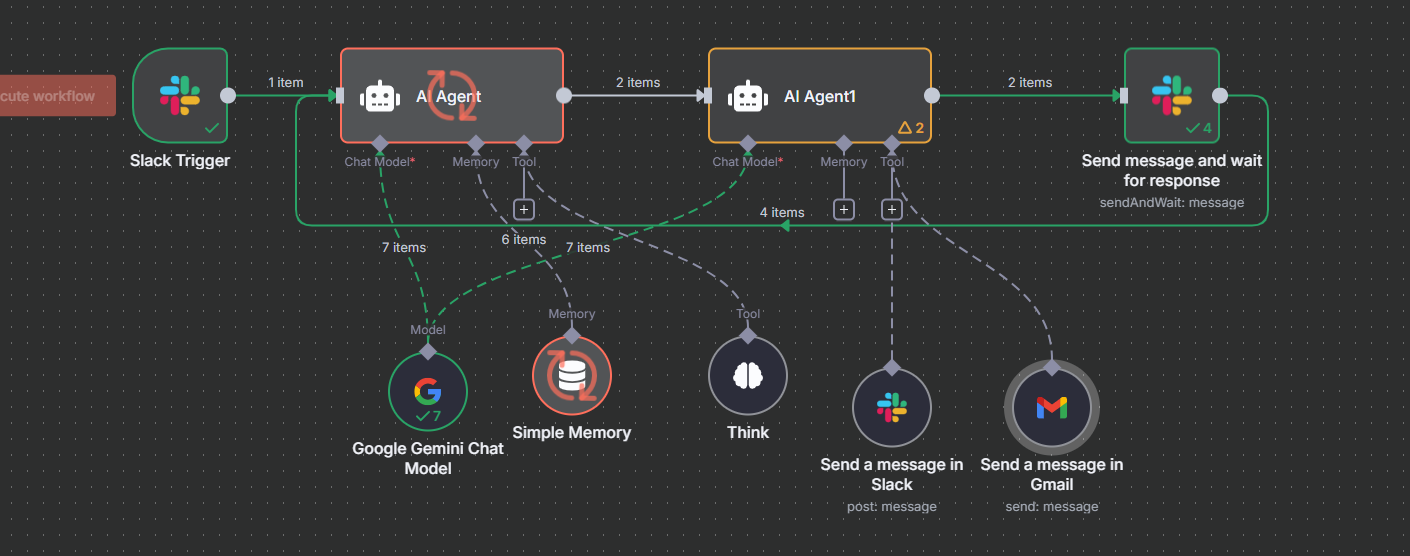 cute workflow
1 item
AI Agent
2 items
AI Agent1
2
2 items
4
Slack Trigger
Chat Model*
Memory
Tool
Chat Model*
Memory
Tool
Send message and wait
for response
sendAndWait: message
+
+
+
4 items
7 items
6 items
7 items
Model
Memory
Tool
7
Google Gemini Chat
Model
Simple Memory
Think
Send a message in
Slack
post: message
Send a message in
Gmail
send: message